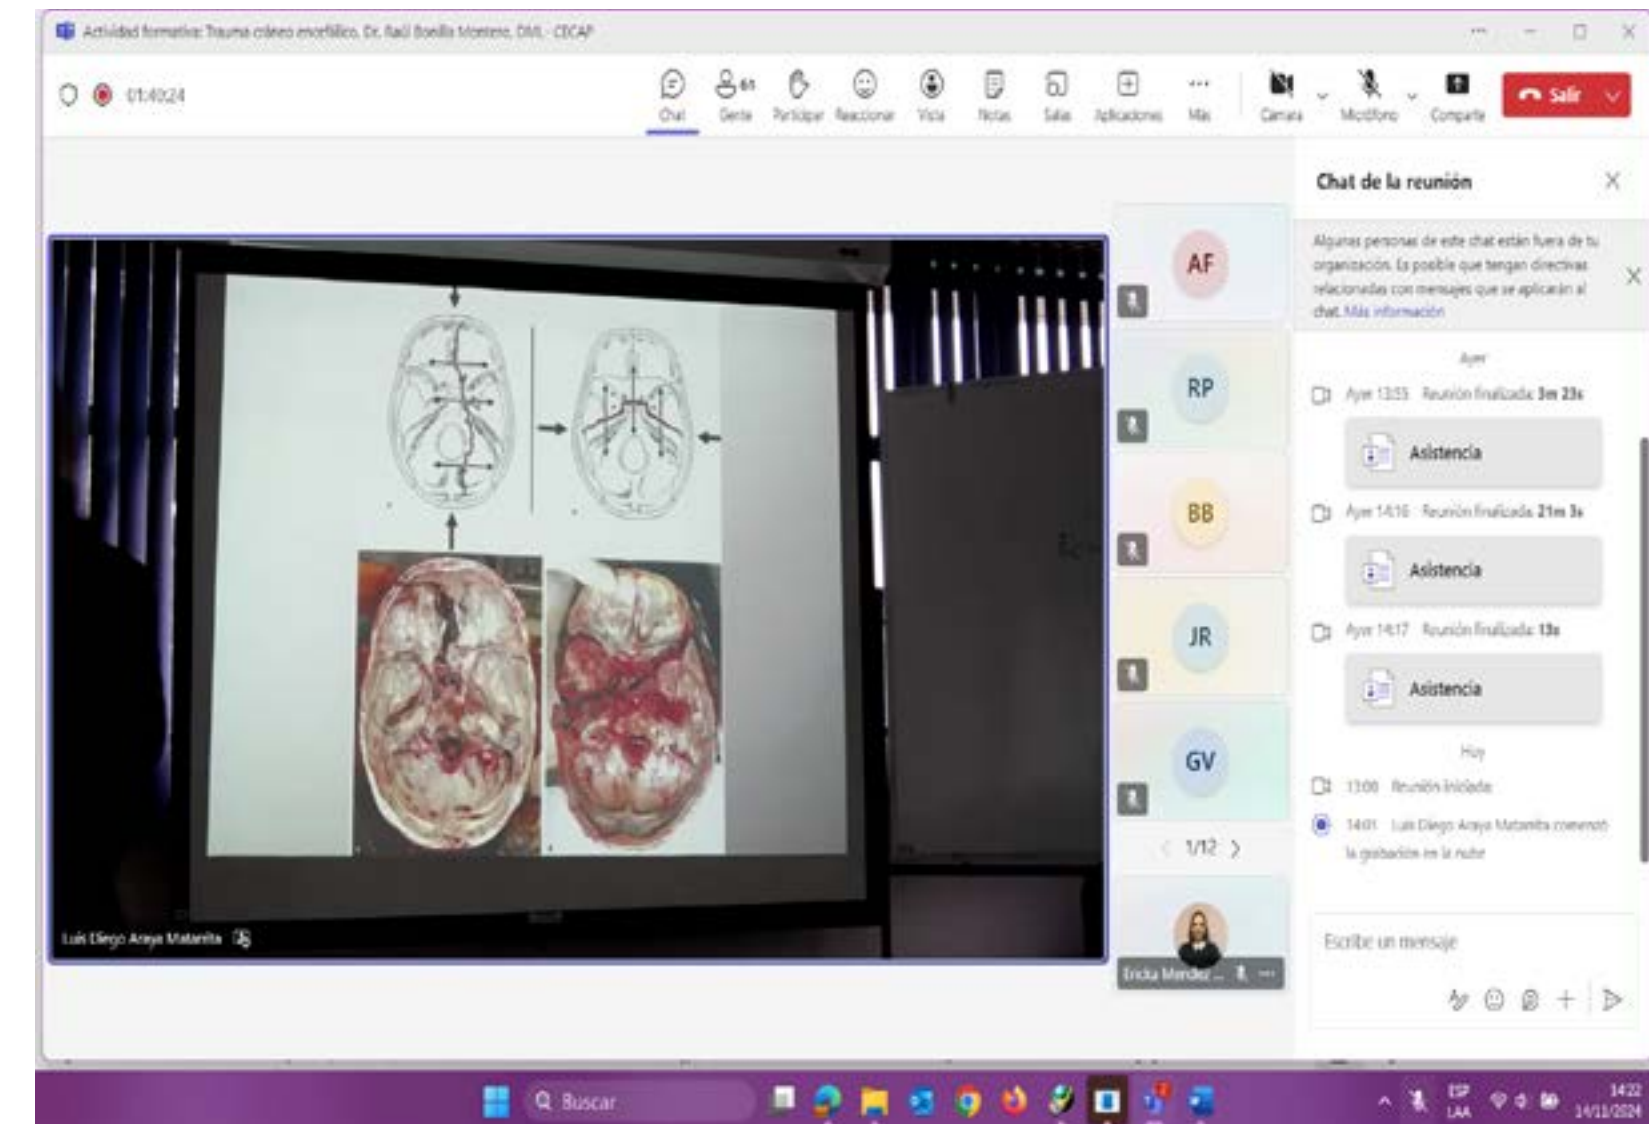 Actividad formativa: Trauma cráneo encefálico, Dr. Raúl Bonilla Montero, DML - CECAP
01:40:24
Chat
61
Gente
Participar
Reaccionar
Vista
Notas
Salas
Aplicaciones
Más
Cámara
Micrófono
Compartir
Salir
Chat de la reunión
Algunas personas de este chat están fuera de tu
organización. Es posible que tengan directivas
relacionadas con mensajes que se aplicarán al
chat. Más información
Ayer
Ayer 13:55 Reunión finalizada: 3m 23s
Asistencia
Ayer 14:16 Reunión finalizada: 21m 3s
Asistencia
Ayer 14:17 Reunión finalizada: 13s
Asistencia
Hoy
13:00 Reunión iniciada
14:01 Luis Diego Araya Matarrita comenzó
la grabación en la nube
Escribe un mensaje
AF
RP
BB
JR
GV
1/12
Ericka Mendez ...
Luis Diego Araya Matarrita
Buscar
ESP
LAA
14:22
14/11/2024